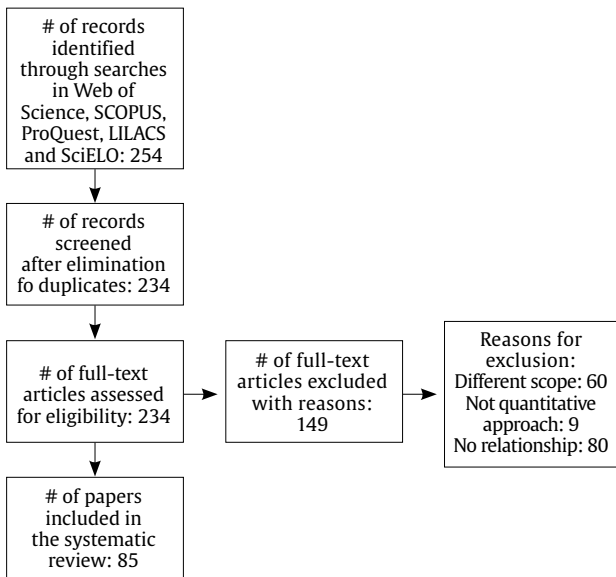 # of records
identified
through searches
in Web of
Science, SCOPUS,
ProQuest, LILACS
and SciELO: 254
# of records
screened
after elimination
fo duplicates: 234
# of full-text
articles assessed
for eligibility: 234
# of full-text
articles excluded
with reasons:
149
Reasons for
exclusion:
Different scope: 60
Not quantitative
approach: 9
No relationship: 80
# of papers
included in
the systematic
review: 85